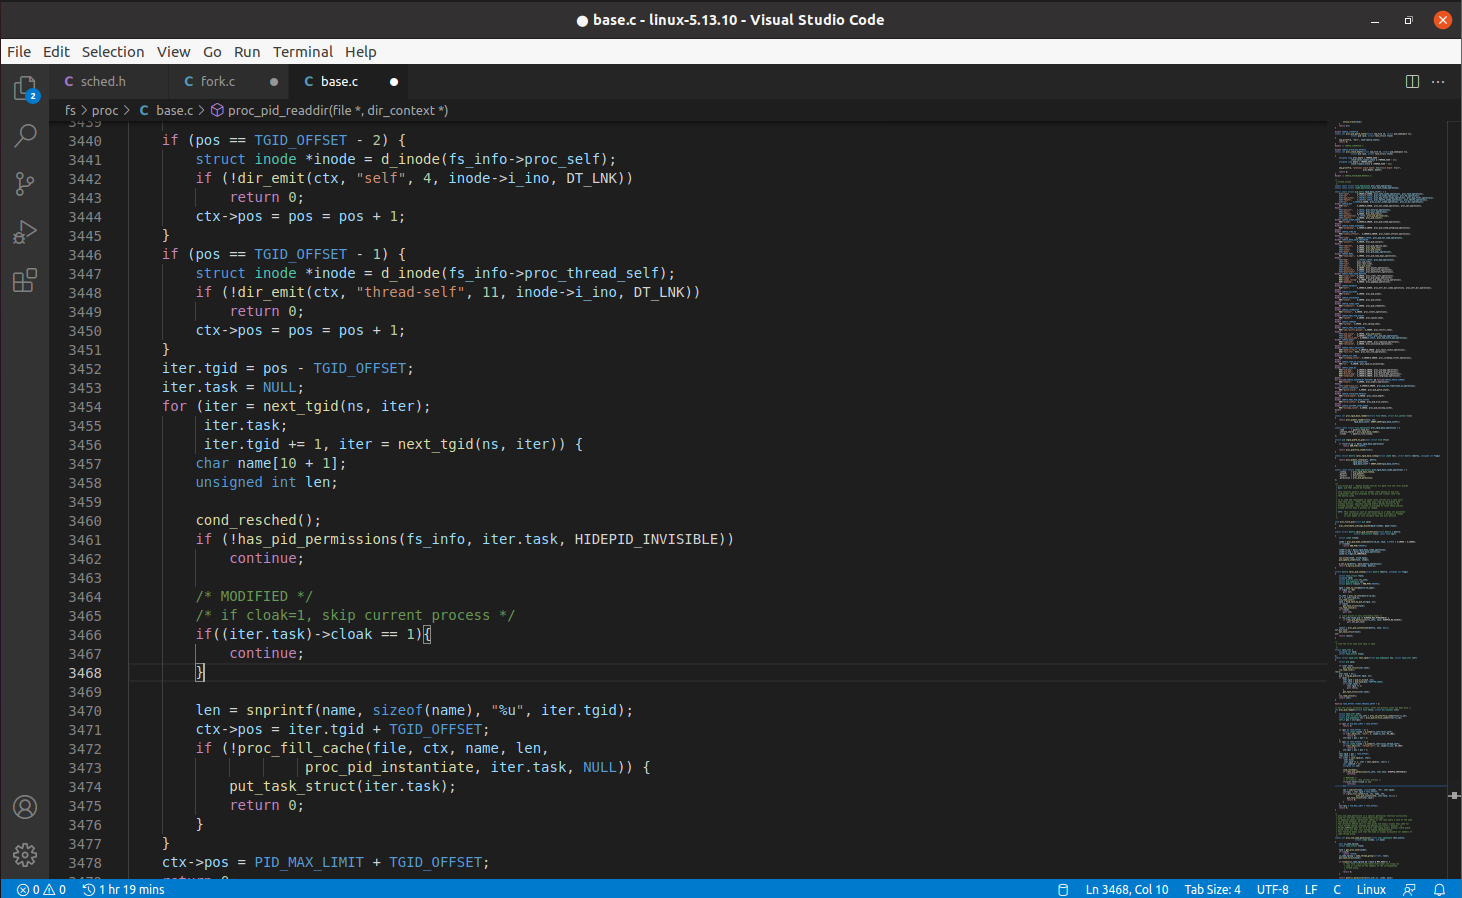 ● base.c - linux-5.13.10 - Visual Studio Code
File Edit Selection View Go Run Terminal Help
C sched.h C fork.c ● C base.c ●
fs > proc > C base.c > proc_pid_readdir(file *, dir_context *)
2
3439
3440 if (pos == TGID_OFFSET - 2) {
3441 struct inode *inode = d_inode(fs_info->proc_self);
3442 if (!dir_emit(ctx, "self", 4, inode->i_ino, DT_LNK))
3443 return 0;
3444 ctx->pos = pos = pos + 1;
3445 }
3446 if (pos == TGID_OFFSET - 1) {
3447 struct inode *inode = d_inode(fs_info->proc_thread_self);
3448 if (!dir_emit(ctx, "thread-self", 11, inode->i_ino, DT_LNK))
3449 return 0;
3450 ctx->pos = pos = pos + 1;
3451 }
3452 iter.tgid = pos - TGID_OFFSET;
3453 iter.task = NULL;
3454 for (iter = next_tgid(ns, iter);
3455 iter.task;
3456 iter.tgid += 1, iter = next_tgid(ns, iter)) {
3457 char name[10 + 1];
3458 unsigned int len;
3459
3460 cond_resched();
3461 if (!has_pid_permissions(fs_info, iter.task, HIDEPID_INVISIBLE))
3462 continue;
3463
3464 /* MODIFIED */
3465 /* if cloak=1, skip current process */
3466 if((iter.task)->cloak == 1){
3467 continue;
3468 }
3469
3470 len = snprintf(name, sizeof(name), "%u", iter.tgid);
3471 ctx->pos = iter.tgid + TGID_OFFSET;
3472 if (!proc_fill_cache(file, ctx, name, len,
3473 proc_pid_instantiate, iter.task, NULL)) {
3474 put_task_struct(iter.task);
3475 return 0;
3476 }
3477 }
3478 ctx->pos = PID_MAX_LIMIT + TGID_OFFSET;
0 0 1 hr 19 mins Ln 3468, Col 10 Tab Size: 4 UTF-8 LF C Linux